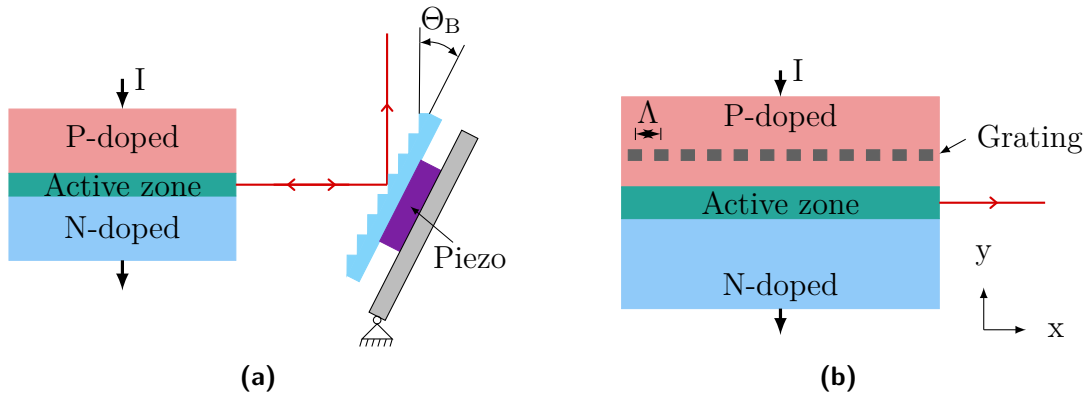 Θ_B
I
P-doped
Active zone
N-doped
Piezo
(a)
I
Λ
P-doped
Grating
Active zone
N-doped
y
x
(b)